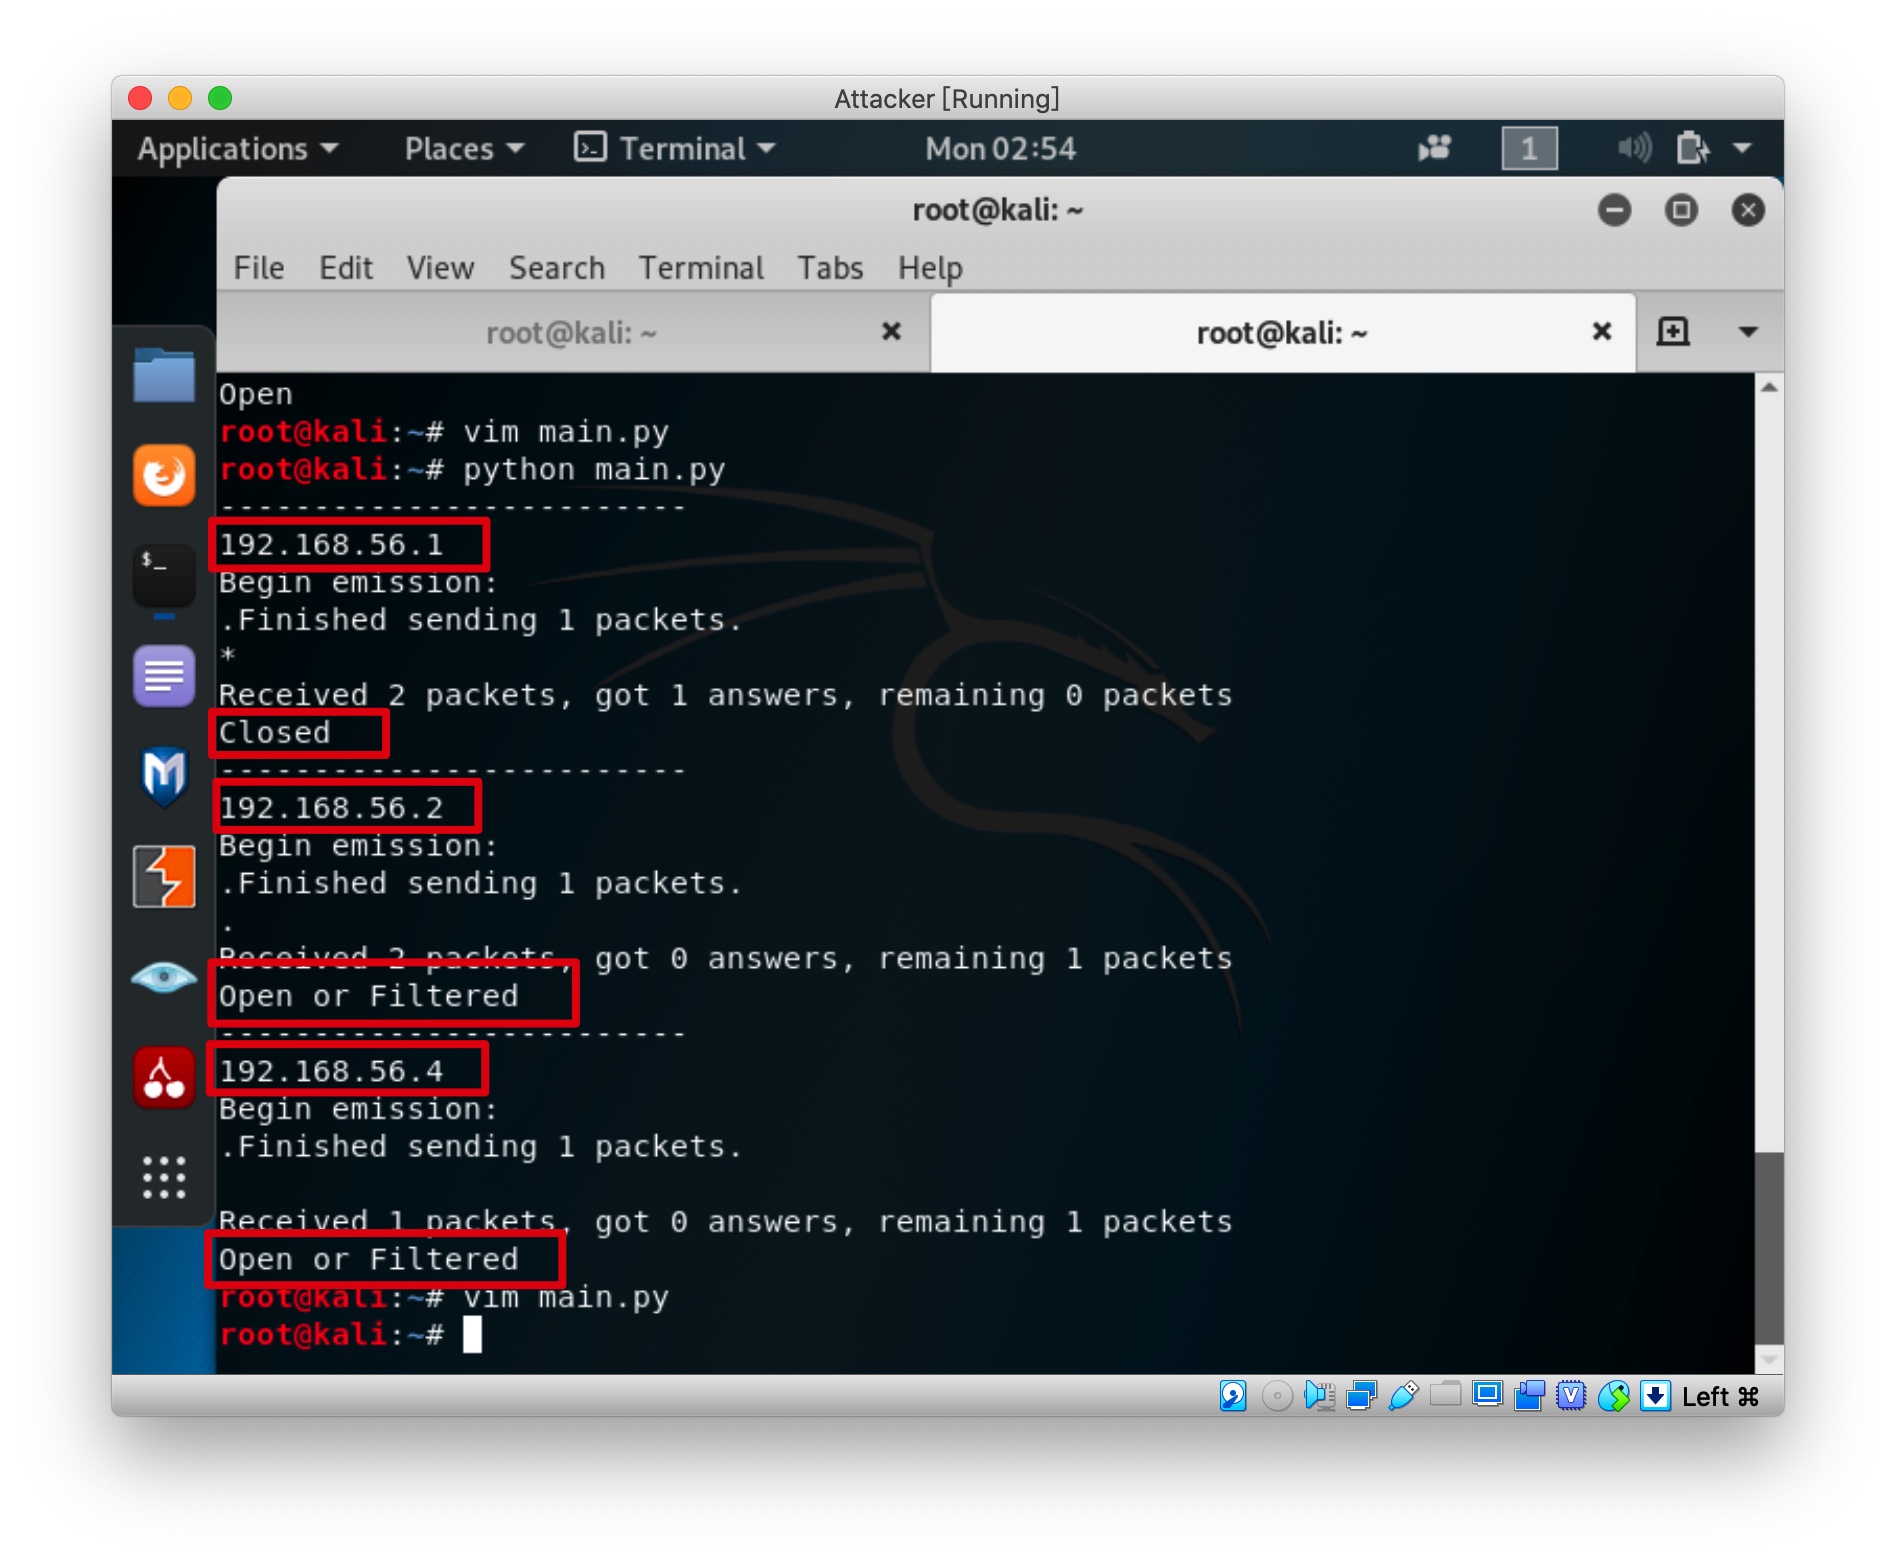 Attacker [Running]
Applications Places Terminal Mon 02:54 1
root@kali: ~
File Edit View Search Terminal Tabs Help
root@kali: ~ root@kali: ~
Open
root@kali:~# vim main.py
root@kali:~# python main.py
-------------------------
192.168.56.1
Begin emission:
.Finished sending 1 packets.
*
Received 2 packets, got 1 answers, remaining 0 packets
Closed
-------------------------
192.168.56.2
Begin emission:
.Finished sending 1 packets.
.
Received 2 packets, got 0 answers, remaining 1 packets
Open or Filtered
-------------------------
192.168.56.4
Begin emission:
.Finished sending 1 packets.
Received 1 packets, got 0 answers, remaining 1 packets
Open or Filtered
root@kali:~# vim main.py
root@kali:~#
Left ⌘